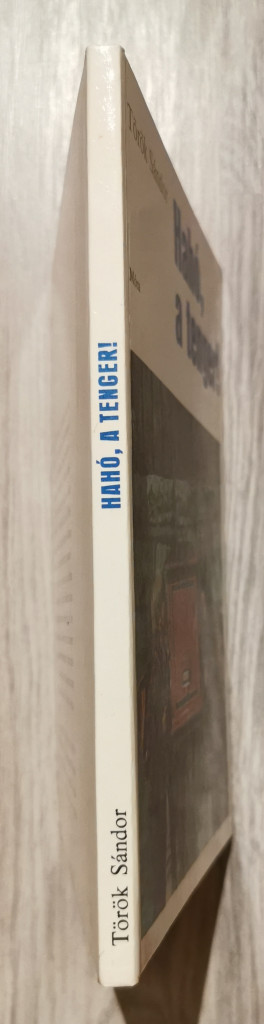 Török Sándor
HAHÓ, A TENGER!
Török Sándor
Hahó,
a tenger!